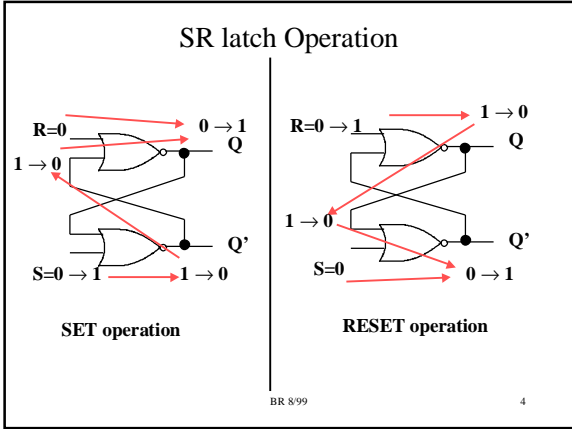 SR latch Operation
R=0
0 → 1
Q
1 → 0
Q’
S=0 → 1
1 → 0
SET operation
R=0 → 1
1 → 0
Q
1 → 0
Q’
S=0
0 → 1
RESET operation
BR 8/99
4